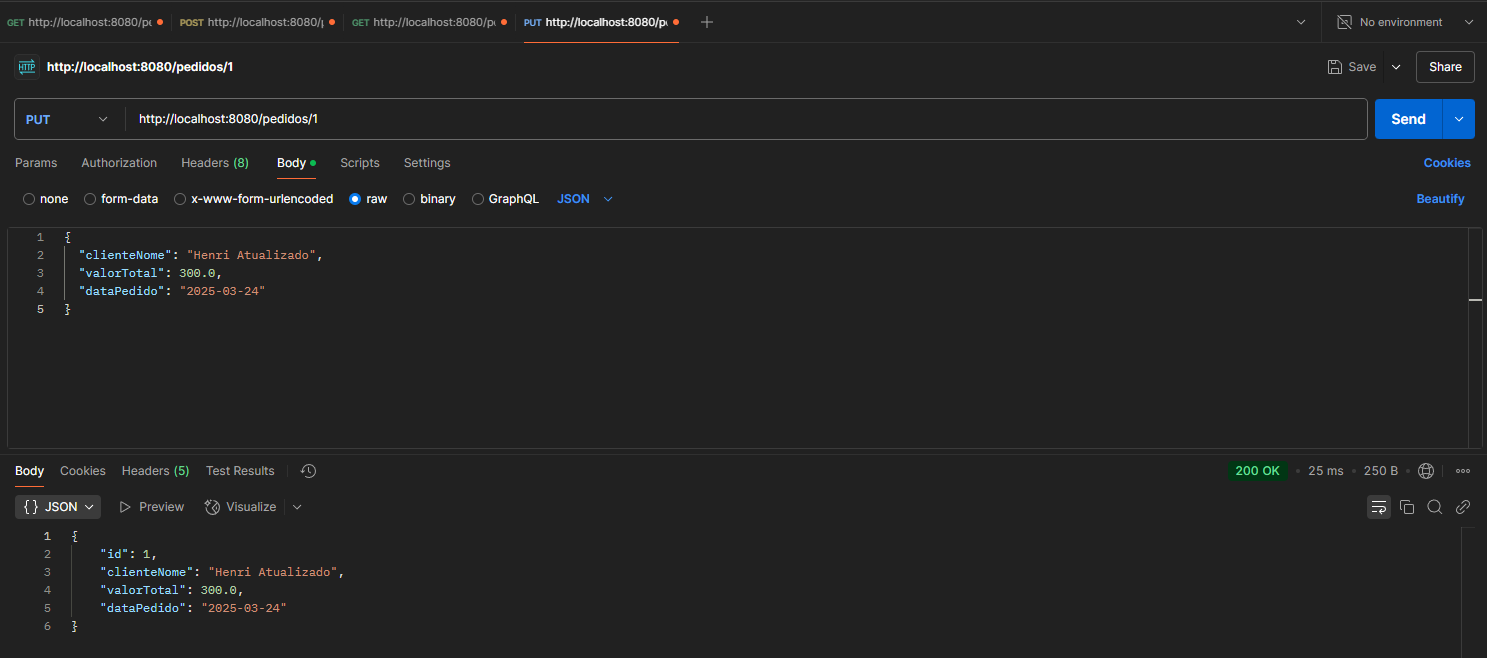 GET http://localhost:8080/pe POST http://localhost:8080/p GET http://localhost:8080/p PUT http://localhost:8080/p No environment
HTTP http://localhost:8080/pedidos/1 Save Share
PUT http://localhost:8080/pedidos/1 Send
Params Authorization Headers (8) Body Scripts Settings Cookies
none form-data x-www-form-urlencoded raw binary GraphQL JSON Beautify
1 {
2 "clienteNome": "Henri Atualizado",
3 "valorTotal": 300.0,
4 "dataPedido": "2025-03-24"
5 }
Body Cookies Headers (5) Test Results 200 OK • 25 ms • 250 B
{} JSON Preview Visualize
1 {
2 "id": 1,
3 "clienteNome": "Henri Atualizado",
4 "valorTotal": 300.0,
5 "dataPedido": "2025-03-24"
6 }